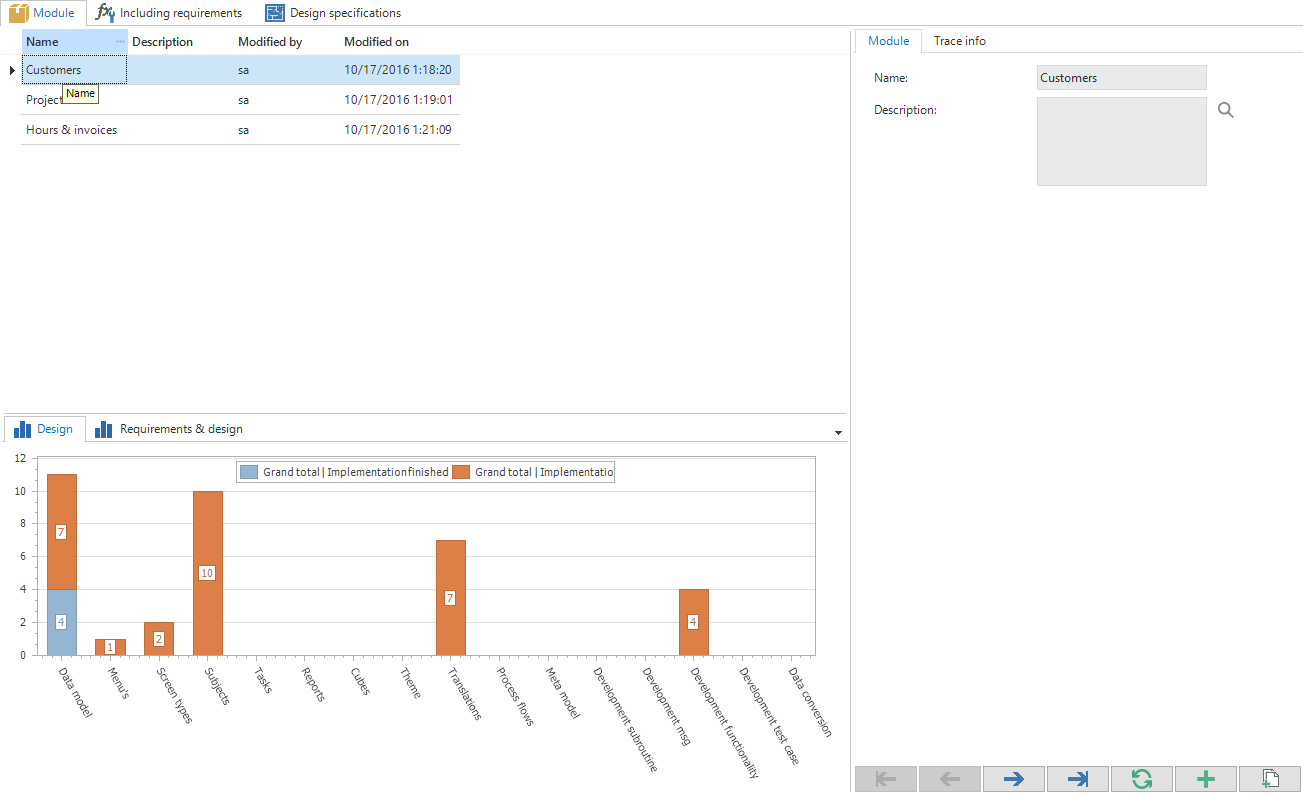 Module Including requirements Design specifications
Name ... Description Modified by Modified on
Customers sa 10/17/2016 1:18:20
Name
Project sa 10/17/2016 1:19:01
Hours & invoices sa 10/17/2016 1:21:09
Module Trace info
Name: Customers
Description:
Design Requirements & design
Grand total | Implementation finished Grand total | Implementatio
12
10
8
6
4
2
0
7
4
1
2
10
7
4
Data model
Menu's
Screen types
Subjects
Tasks
Reports
Cubes
Theme
Translations
Process flows
Meta model
Development subroutine
Development msg
Development functionality
Development test case
Data conversion